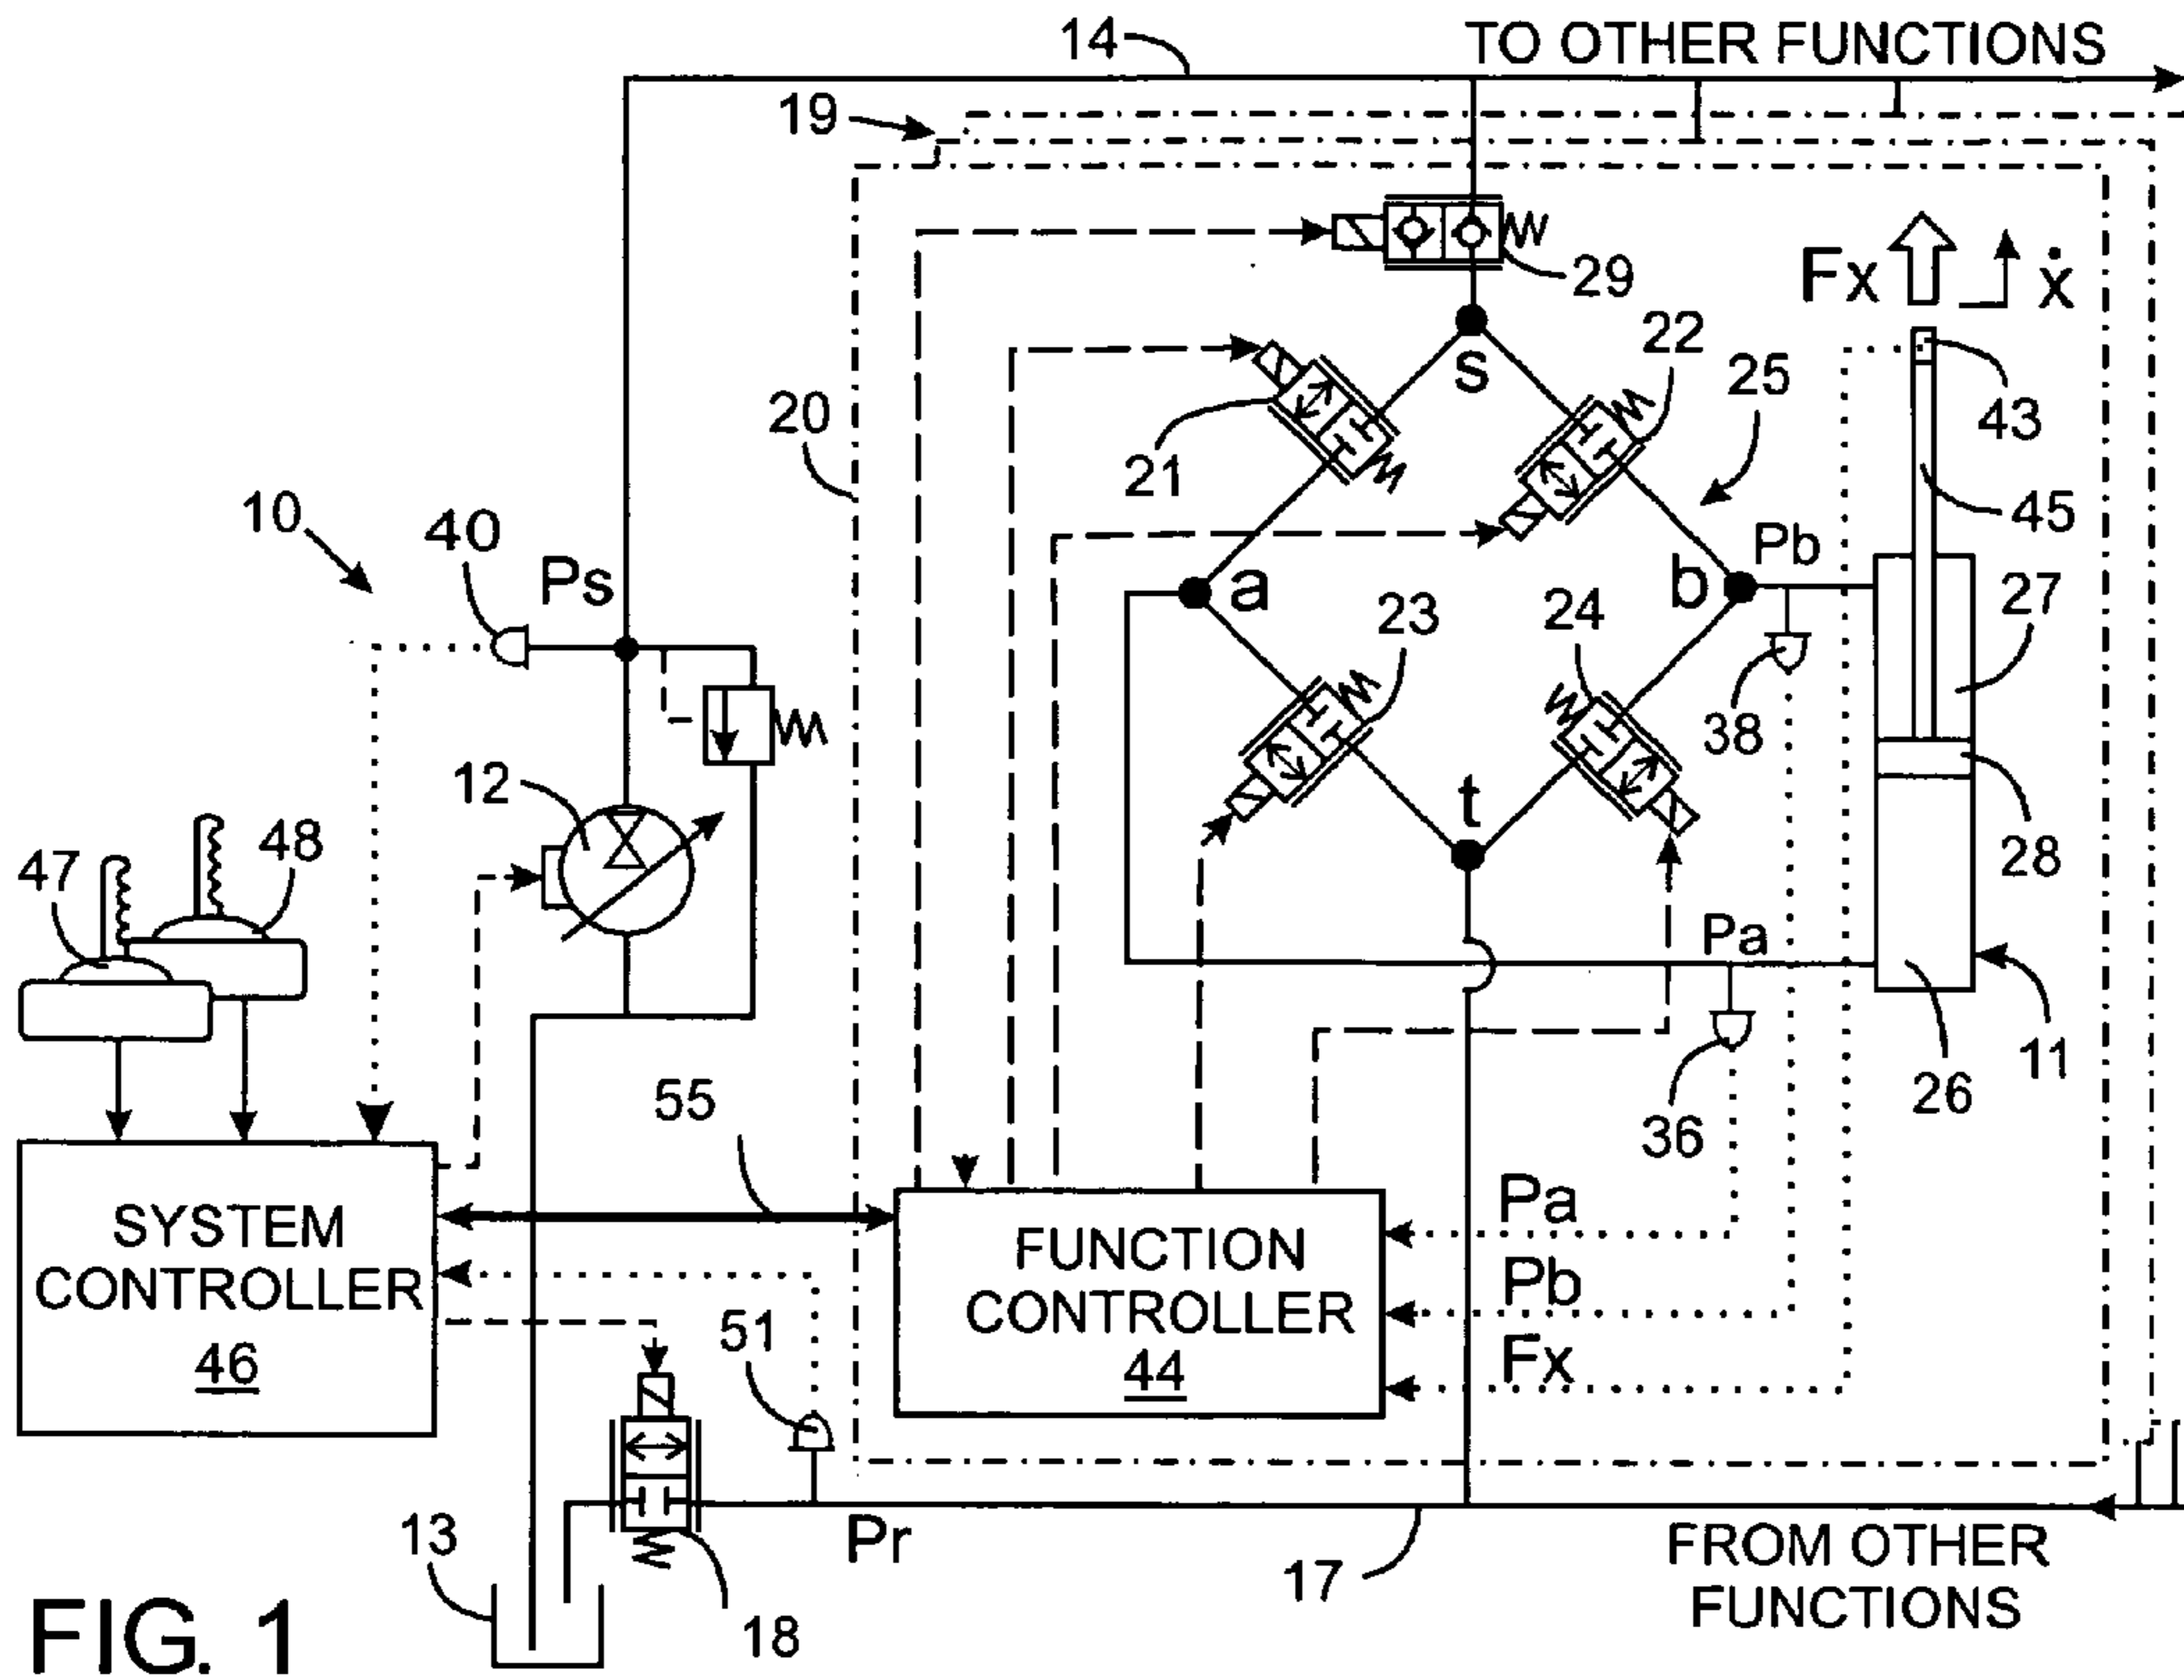 14
TO OTHER FUNCTIONS
19
29
Fx
ẋ
s
22
25
20
21
43
10
40
Ps
45
Pb
a
b
23
24
27
38
12
t
28
47
48
Pa
55
26
11
36
SYSTEM
CONTROLLER
46
FUNCTION
CONTROLLER
44
Pa
Pb
Fx
51
13
Pr
18
17
FROM OTHER
FUNCTIONS
FIG. 1